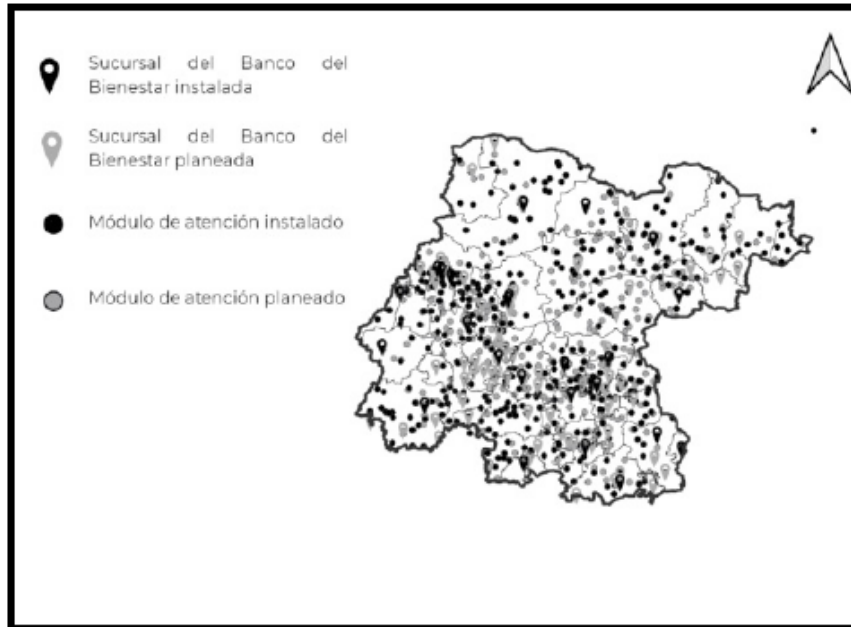 Sucursal del Banco del
Bienestar instalada
Sucursal del Banco del
Bienestar planeada
Módulo de atención instalado
Módulo de atención planeado